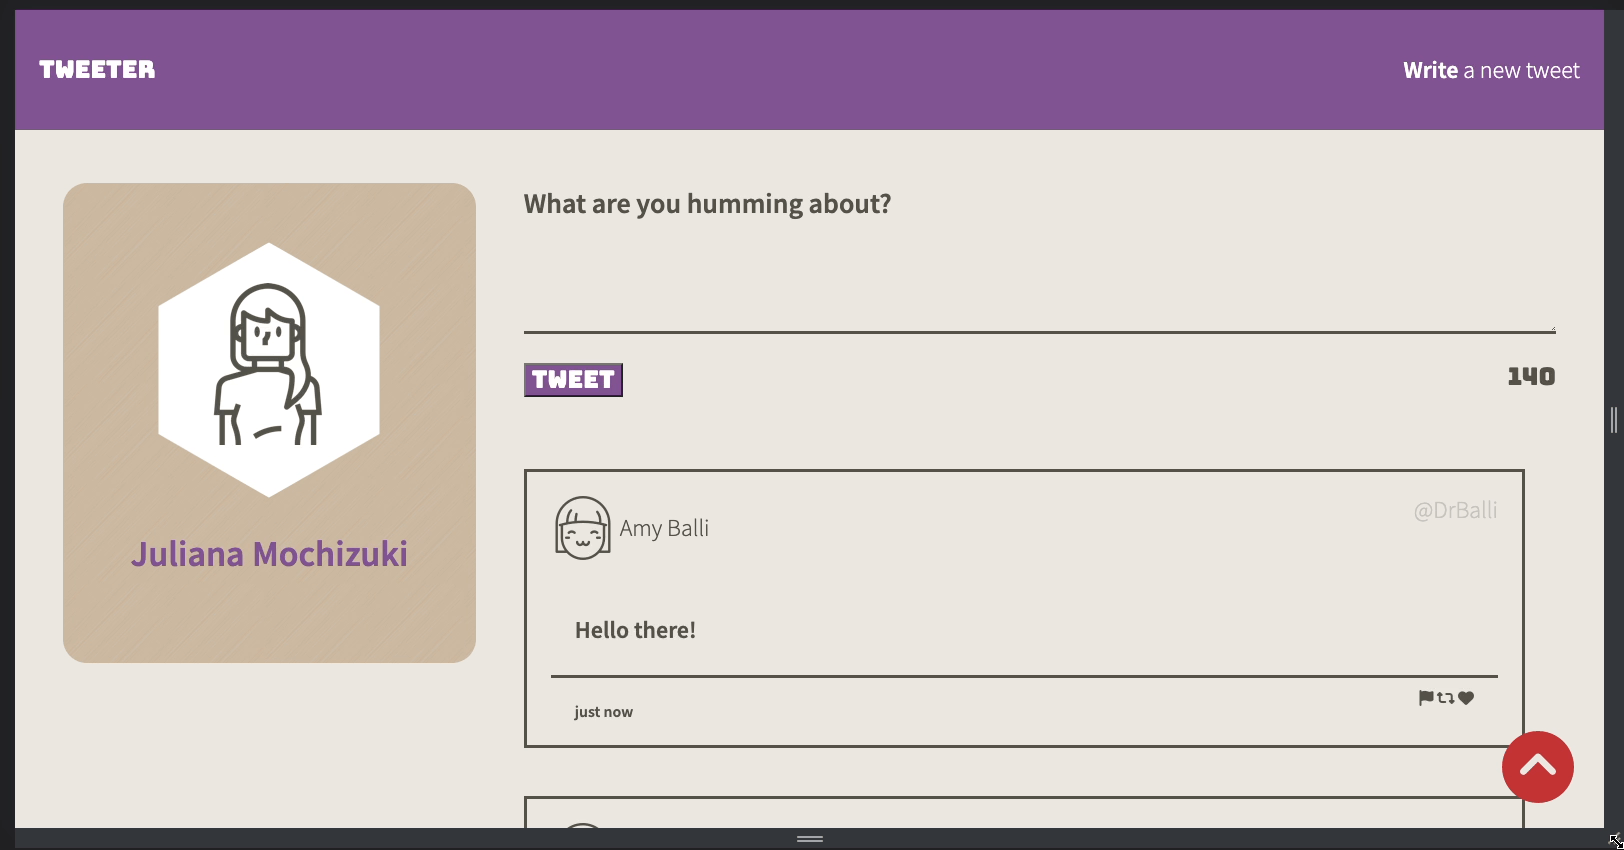 TWEETER
Write a new tweet
Juliana Mochizuki
What are you humming about?
TWEET
140
Amy Balli
@DrBalli
Hello there!
just now